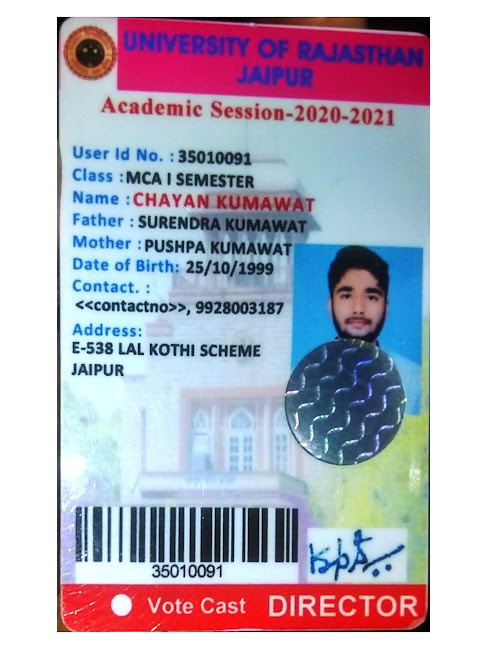 UNIVERSITY OF RAJASTHAN
JAIPUR
Academic Session-2020-2021
User Id No. : 35010091
Class : MCA I SEMESTER
Name : CHAYAN KUMAWAT
Father : SURENDRA KUMAWAT
Mother : PUSHPA KUMAWAT
Date of Birth: 25/10/1999
Contact. :
<<contactno>>, 9928003187
Address:
E-538 LAL KOTHI SCHEME
JAIPUR
35010091
Vote Cast DIRECTOR